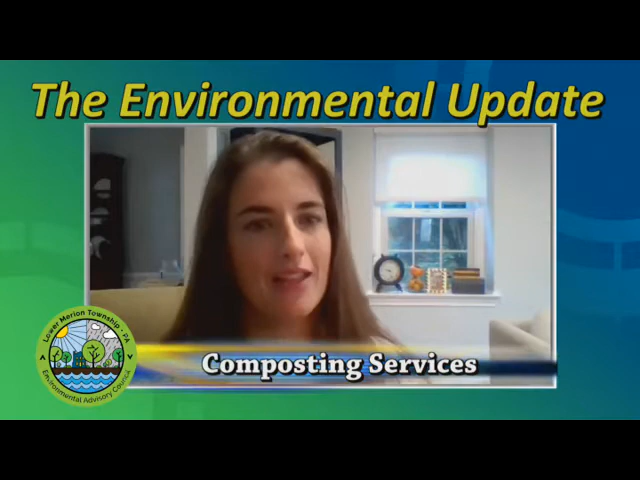 The Environmental Update
Lower Merion Township · PA
Environmental Advisory Council
Composting Services